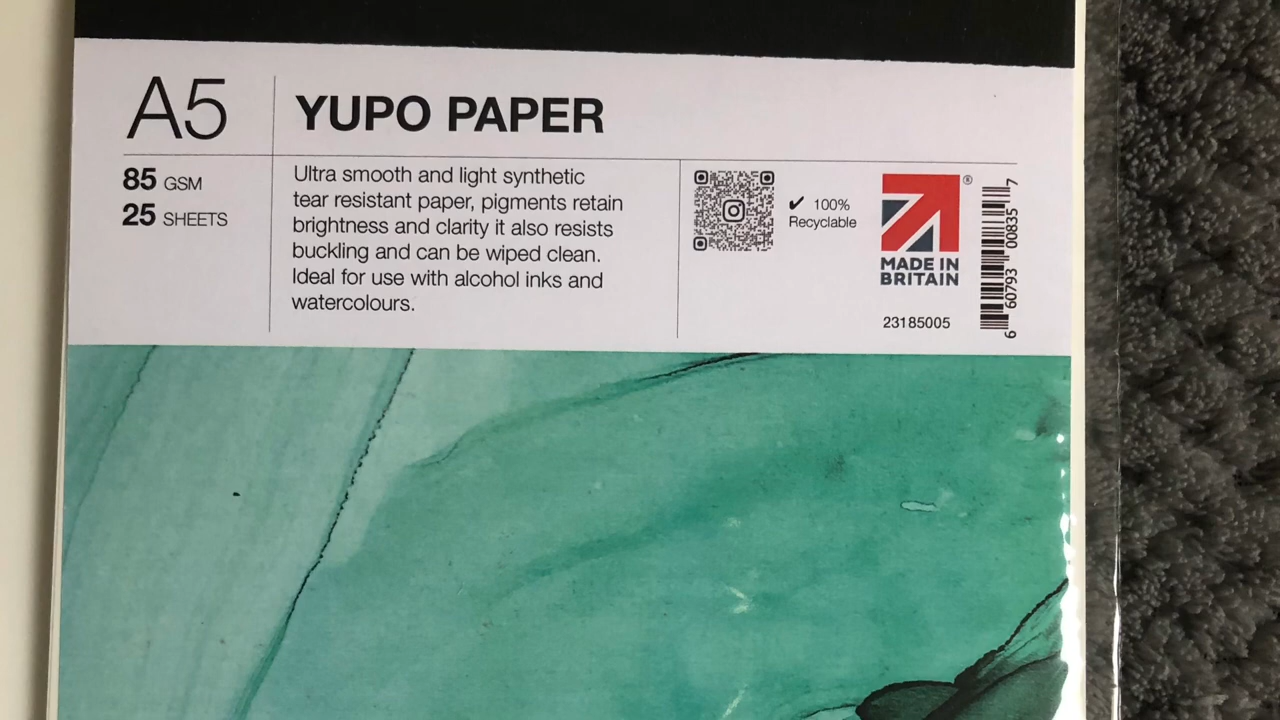 A5
YUPO PAPER
85 GSM
25 SHEETS
Ultra smooth and light synthetic
tear resistant paper, pigments retain
brightness and clarity it also resists
buckling and can be wiped clean.
Ideal for use with alcohol inks and
watercolours.
✔ 100%
Recyclable
®
MADE IN
BRITAIN
23185005
6 60793 00835 7